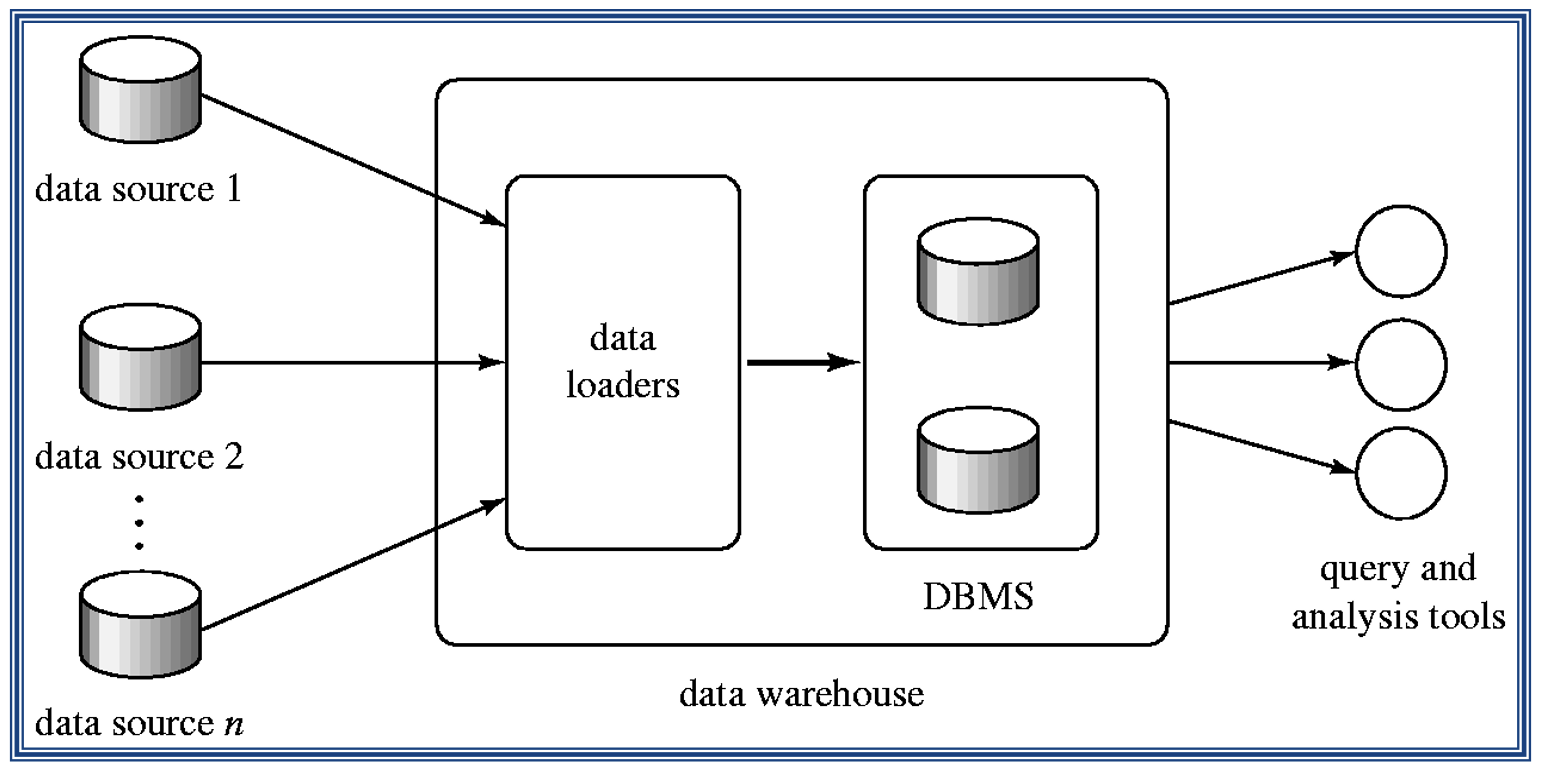 data source 1
data source 2
data source n
data
loaders
DBMS
data warehouse
query and
analysis tools